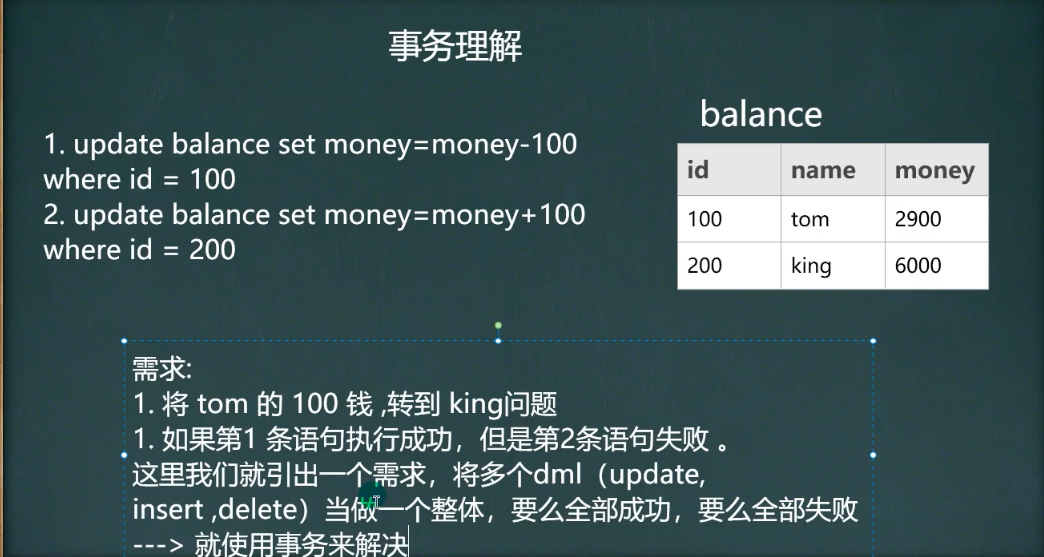 事务理解
1. update balance set money=money-100
where id = 100
2. update balance set money=money+100
where id = 200
balance
id name money
100 tom 2900
200 king 6000
需求:
1. 将 tom 的 100 钱 ,转到 king问题
1. 如果第1 条语句执行成功，但是第2条语句失败 。
这里我们就引出一个需求，将多个dml（update,
insert ,delete）当做一个整体，要么全部成功，要么全部失败
---> 就使用事务来解决